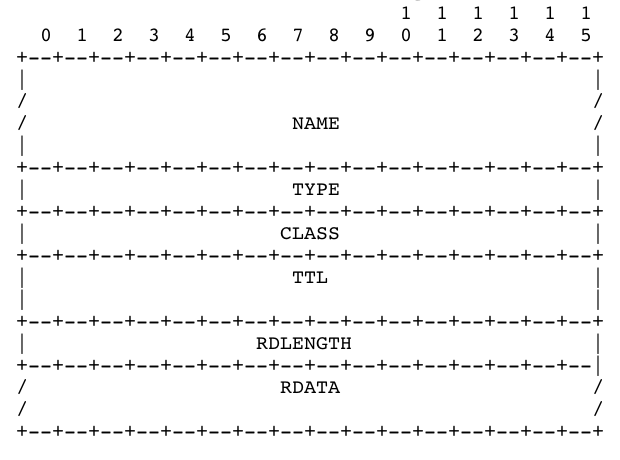 1  1  1  1  1  1
  0  1  2  3  4  5  6  7  8  9  0  1  2  3  4  5
+--+--+--+--+--+--+--+--+--+--+--+--+--+--+--+--+
|                                               |
/                                               /
/                      NAME                     /
|                                               |
+--+--+--+--+--+--+--+--+--+--+--+--+--+--+--+--+
|                      TYPE                     |
+--+--+--+--+--+--+--+--+--+--+--+--+--+--+--+--+
|                     CLASS                     |
+--+--+--+--+--+--+--+--+--+--+--+--+--+--+--+--+
|                      TTL                      |
|                                               |
+--+--+--+--+--+--+--+--+--+--+--+--+--+--+--+--+
|                   RDLENGTH                    |
+--+--+--+--+--+--+--+--+--+--+--+--+--+--+--+--|
/                     RDATA                     /
/                                               /
+--+--+--+--+--+--+--+--+--+--+--+--+--+--+--+--+